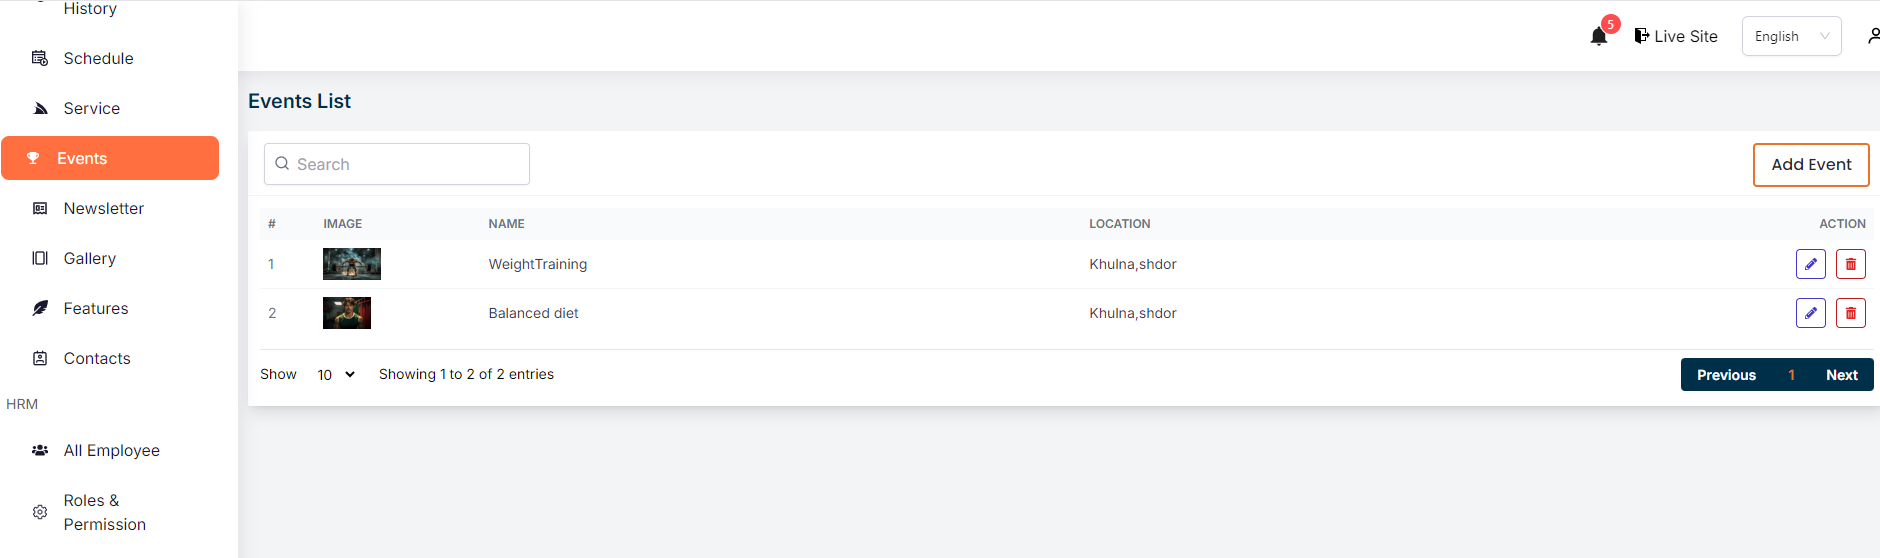 History
Schedule
Service
Events
Newsletter
Gallery
Features
Contacts
HRM
All Employee
Roles &
Permission
5
Live Site
English
Events List
Search
Add Event
# IMAGE NAME LOCATION ACTION
1 WeightTraining Khulna,shdor
2 Balanced diet Khulna,shdor
Show 10 Showing 1 to 2 of 2 entries
Previous 1 Next